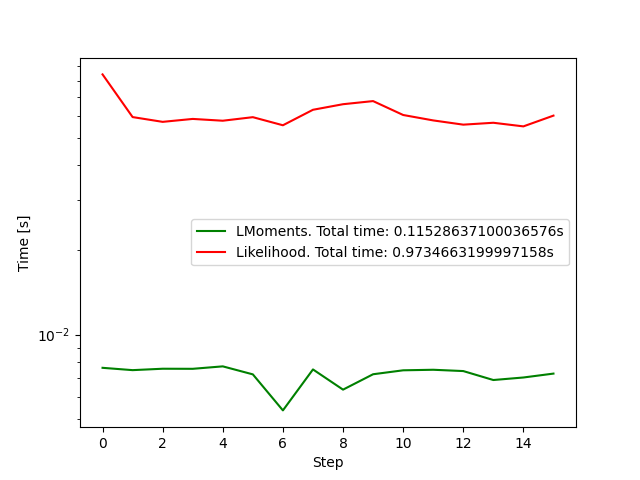 Time [s]
10⁻²
LMoments. Total time: 0.11528637100036576s
Likelihood. Total time: 0.9734663199997158s
0 2 4 6 8 10 12 14
Step